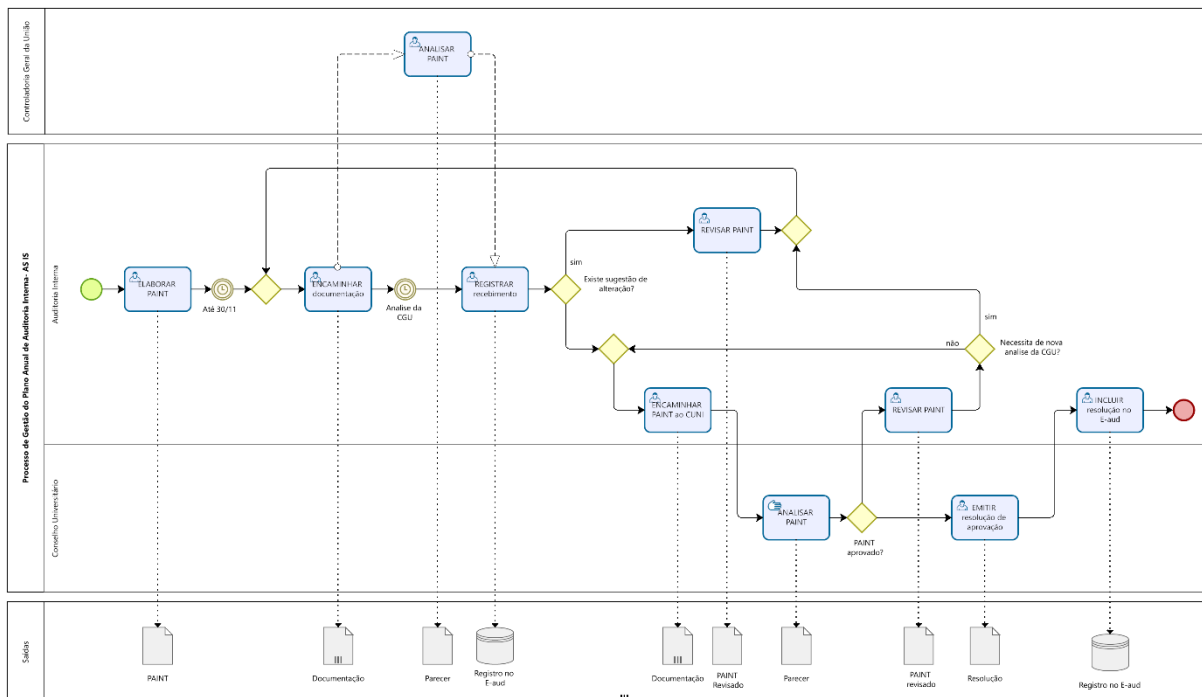 Controladoria Geral da União
ANALISAR
PAINT
Processo de Gestão do Plano Anual de Auditoria Interna- AS IS
Auditoria Interna
ELABORAR
PAINT
Até 30/11
ENCAMINHAR
documentação
Analise da
CGU
REGISTRAR
recebimento
sim
Existe sugestão de
alteração?
REVISAR PAINT
sim
não
Necessita de nova
analise da CGU?
ENCAMINHAR
PAINT ao CUNI
REVISAR PAINT
INCLUIR
resolução no
E-aud
Conselho Universitário
ANALISAR
PAINT
PAINT
aprovado?
EMITIR
resolução de
aprovação
Saídas
PAINT
Documentação
Parecer
Registro no
E-aud
Documentação
PAINT
Revisado
Parecer
PAINT
revisado
Resolução
Registro no E-aud